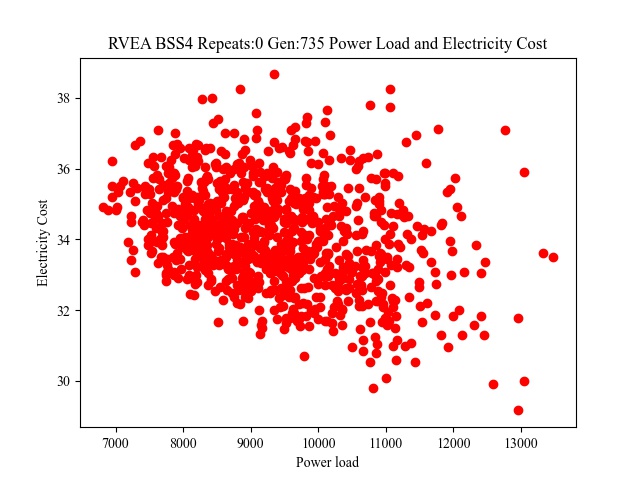 RVEA BSS4 Repeats:0 Gen:735 Power Load and Electricity Cost
38
36
34
32
30
Electricity Cost
7000 8000 9000 10000 11000 12000 13000
Power load